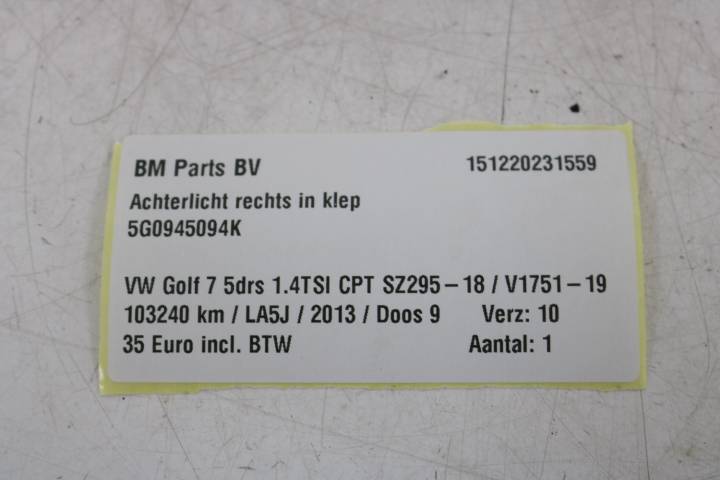 BM Parts BV 151220231559
Achterlicht rechts in klep
5G0945094K
VW Golf 7 5drs 1.4TSI CPT SZ295-18 / V1751-19
103240 km / LA5J / 2013 / Doos 9 Verz: 10
35 Euro incl. BTW Aantal: 1